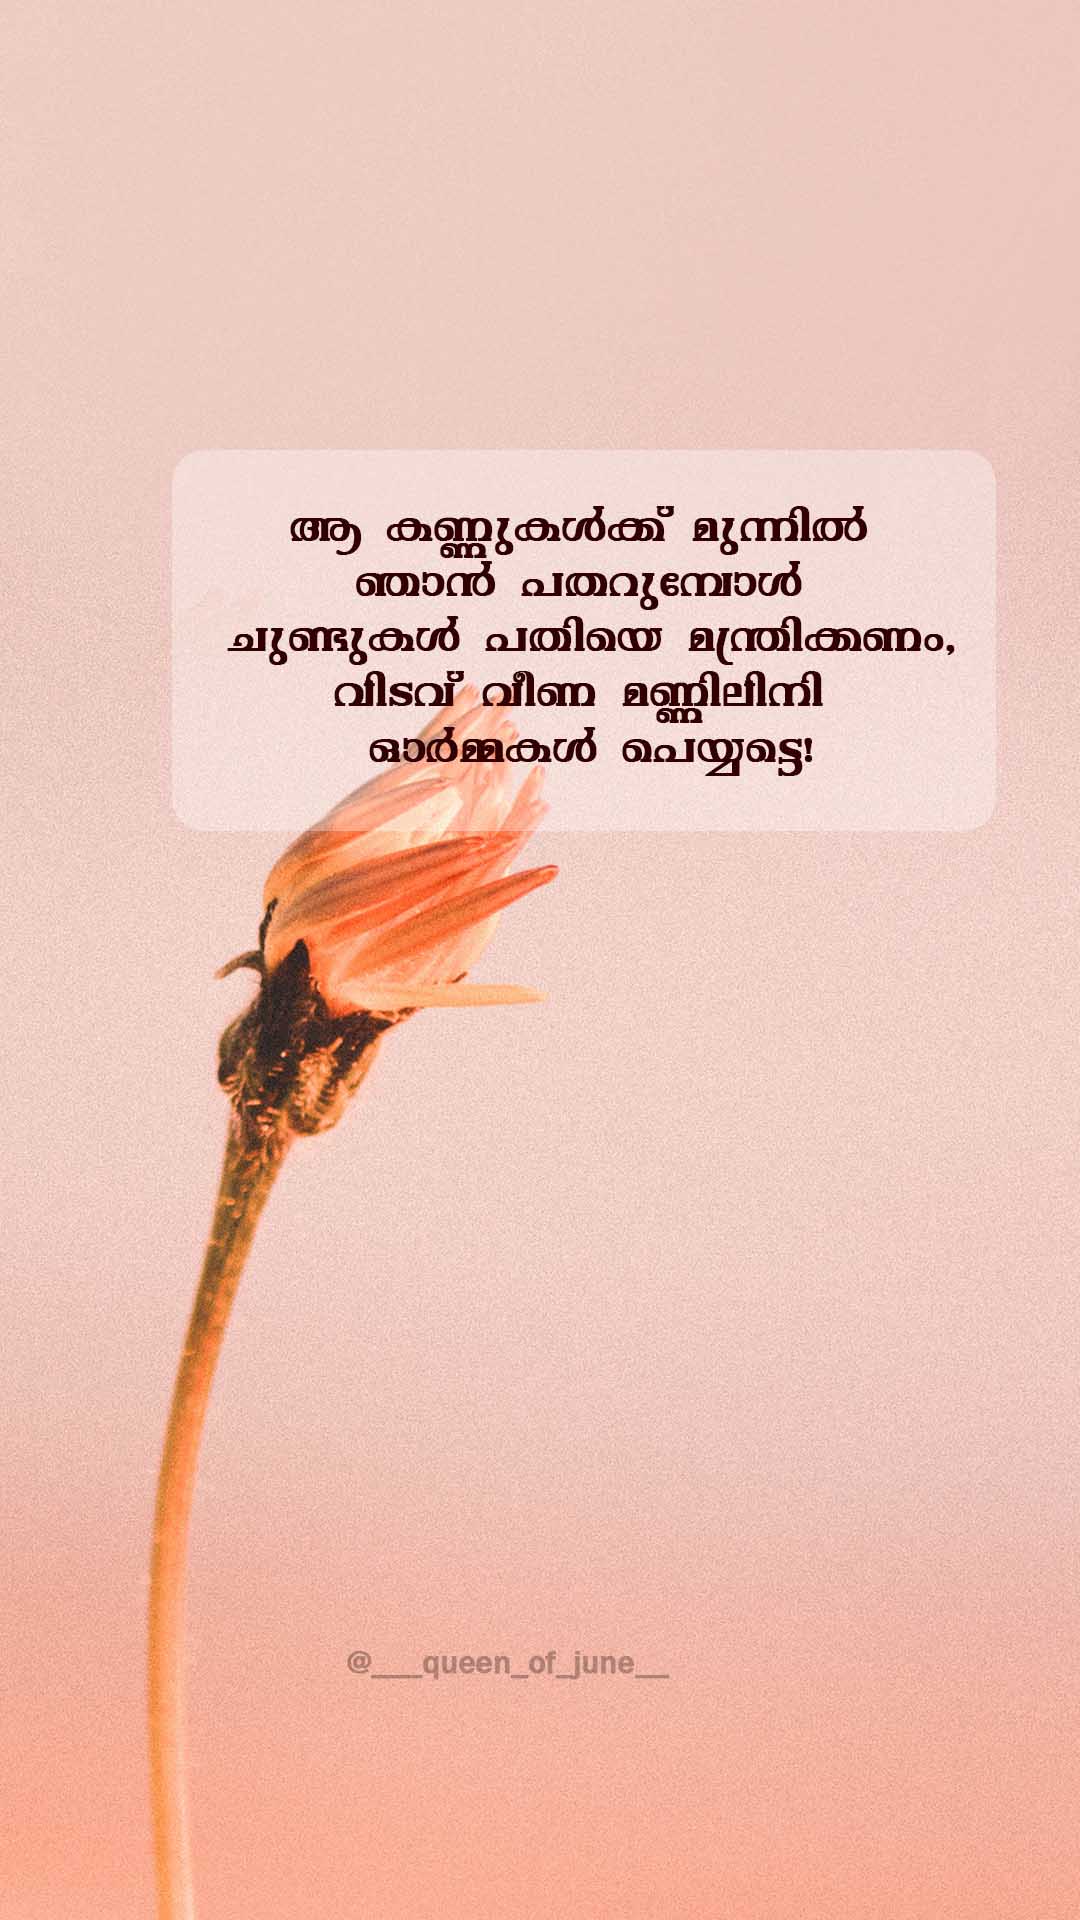 ആ കണ്ണുകൾക്ക് മുന്നിൽ
ഞാൻ പതറുമ്പോൾ
ചുണ്ടുകൾ പതിയെ മന്ത്രിക്കണം,
വിടവ് വീണ മണ്ണിലിനി
ഓർമ്മകൾ പെയ്യട്ടെ!
@___queen_of_june__